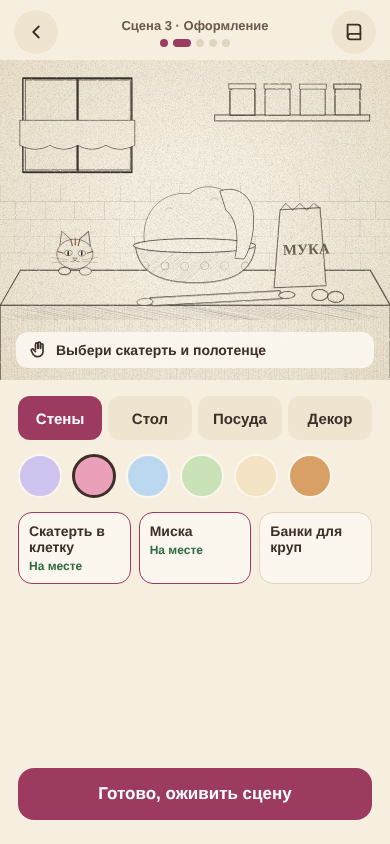 Сцена 3 · Оформление
МУКА
Выбери скатерть и полотенце
Стены
Стол
Посуда
Декор
Скатерть в
клетку
На месте
Миска
На месте
Банки для
круп
Готово, оживить сцену